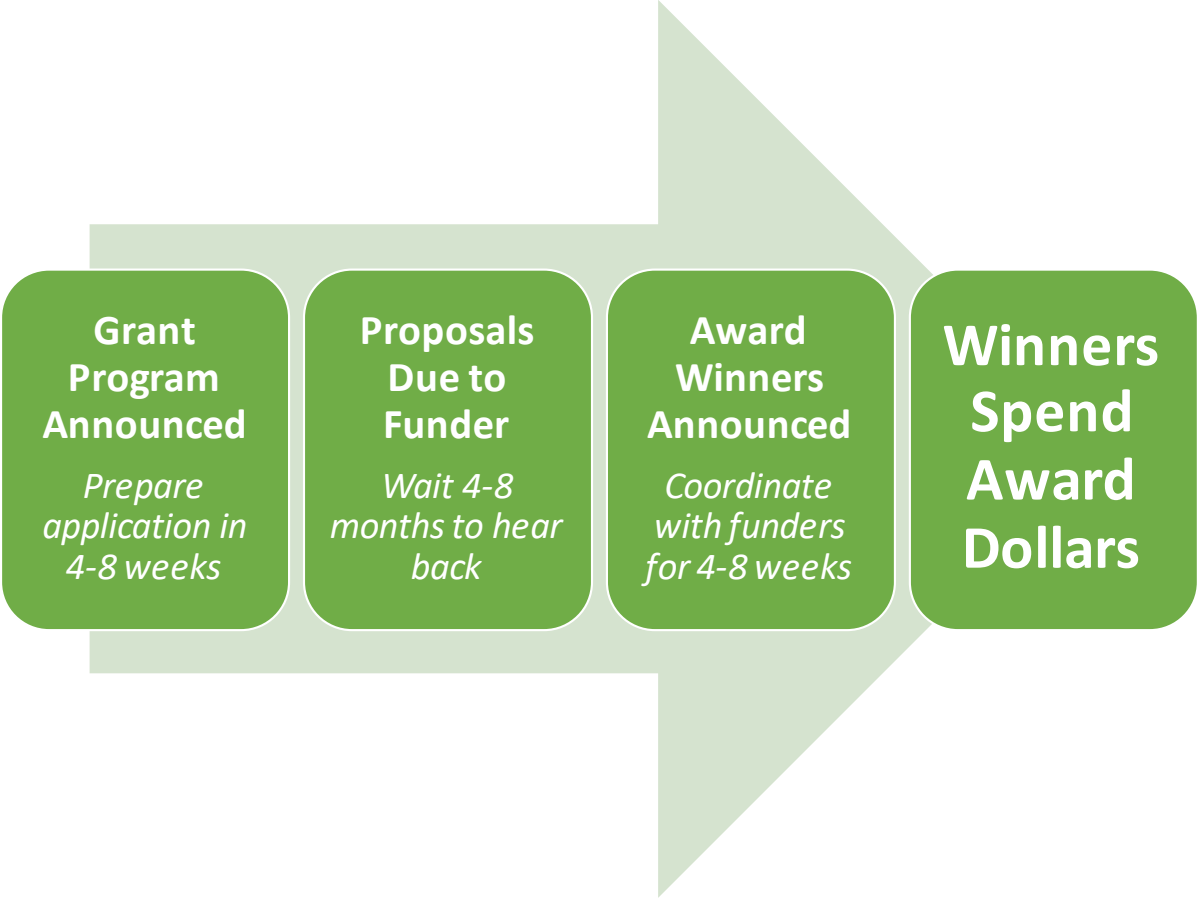 Grant
Program
Announced
Prepare
application in
4-8 weeks
Proposals
Due to
Funder
Wait 4-8
months to hear
back
Award
Winners
Announced
Coordinate
with funders
for 4-8 weeks
Winners
Spend
Award
Dollars